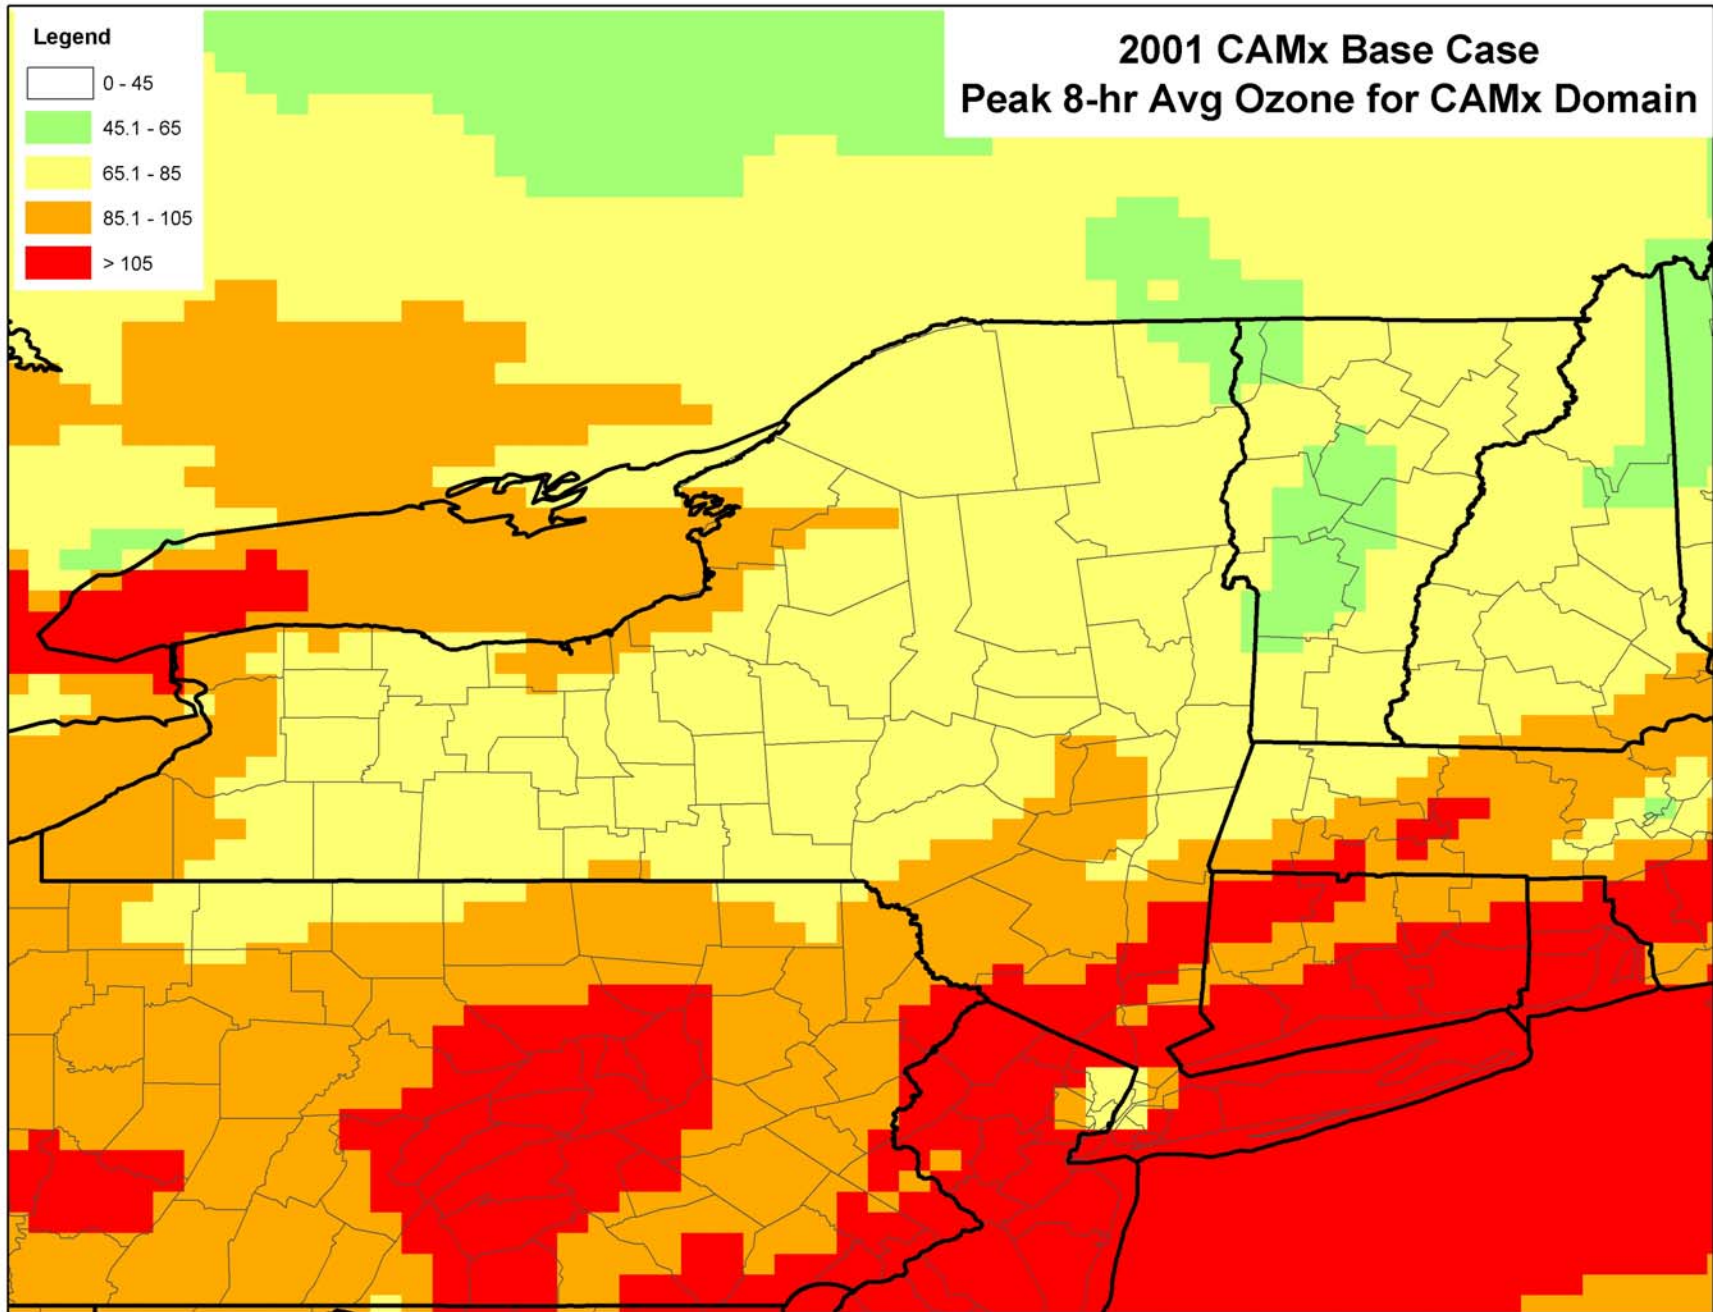 Legend
0 - 45
45.1 - 65
65.1 - 85
85.1 - 105
> 105
2001 CAMx Base Case
Peak 8-hr Avg Ozone for CAMx Domain